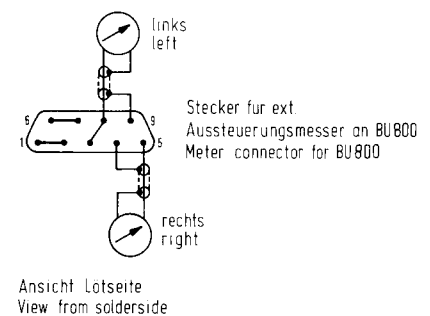 links
left
6
9
1
5
Stecker fur ext.
Aussteuerungsmesser an BU800
Meter connector for BU800
rechts
right
Ansicht Lötseite
View from solderside